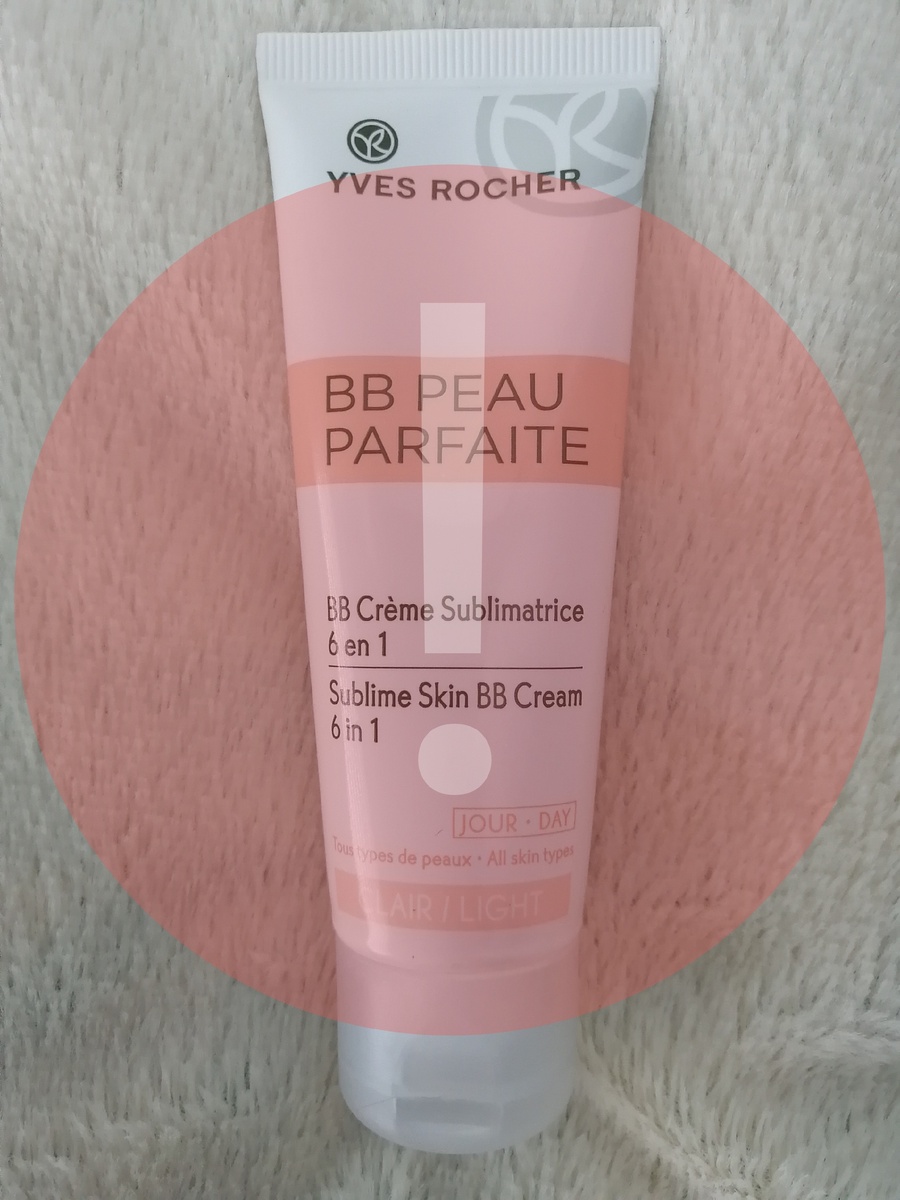 YVES ROCHER
BB PEAU
PARFAITE
BB Crème Sublimatrice
6 en 1
Sublime Skin BB Cream
6 in 1
JOUR · DAY
Tous types de peaux · All skin types
CLAIR / LIGHT